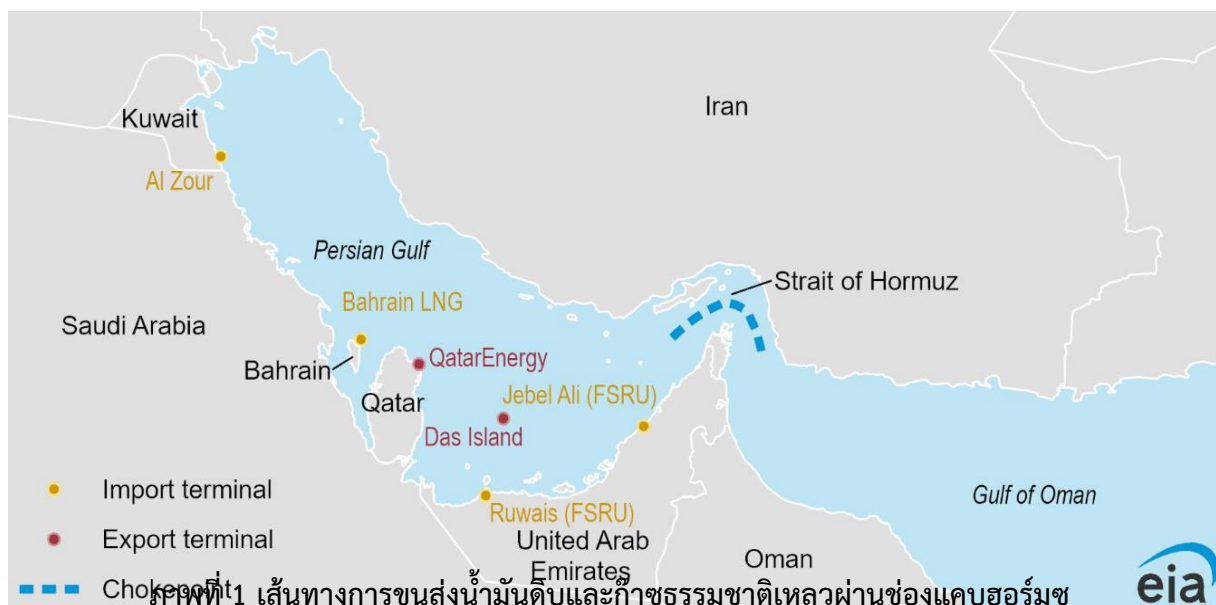 Kuwait
Iran
Al Zour
Persian Gulf
Strait of Hormuz
Bahrain LNG
Saudi Arabia
Bahrain
QatarEnergy
Qatar
Jebel Ali (FSRU)
Das Island
Import terminal
Gulf of Oman
Ruwais (FSRU)
Export terminal
United Arab
Emirates
Oman
Chokepoint
eia
ภาพที่ 1 เส้นทางการขนส่งน้ำมันดิบและก๊าซธรรมชาติเหลวผ่านช่องแคบฮอร์มุซ